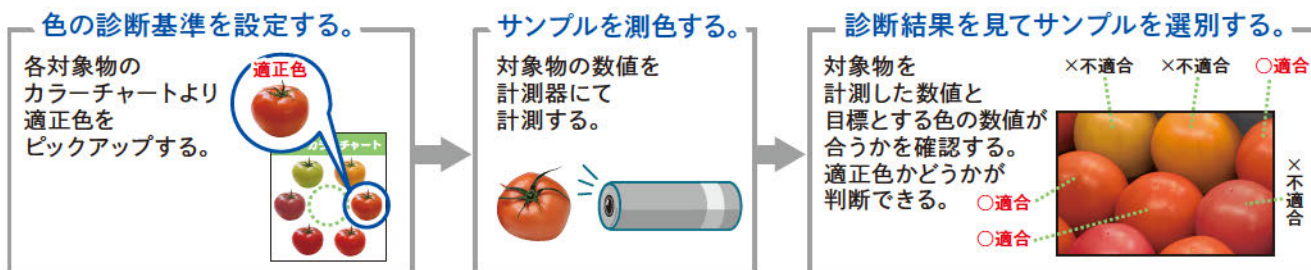 色の診断基準を設定する。
各対象物の
カラーチャートより
適正色を
ピックアップする。
適正色
カラーチャート
サンプルを測色する。
対象物の数値を
計測器にて
計測する。
診断結果を見てサンプルを選別する。
対象物を
計測した数値と
目標とする色の数値が
合うかを確認する。
適正色かどうかが
判断できる。
×不適合
×不適合
○適合
×不適合
○適合
○適合